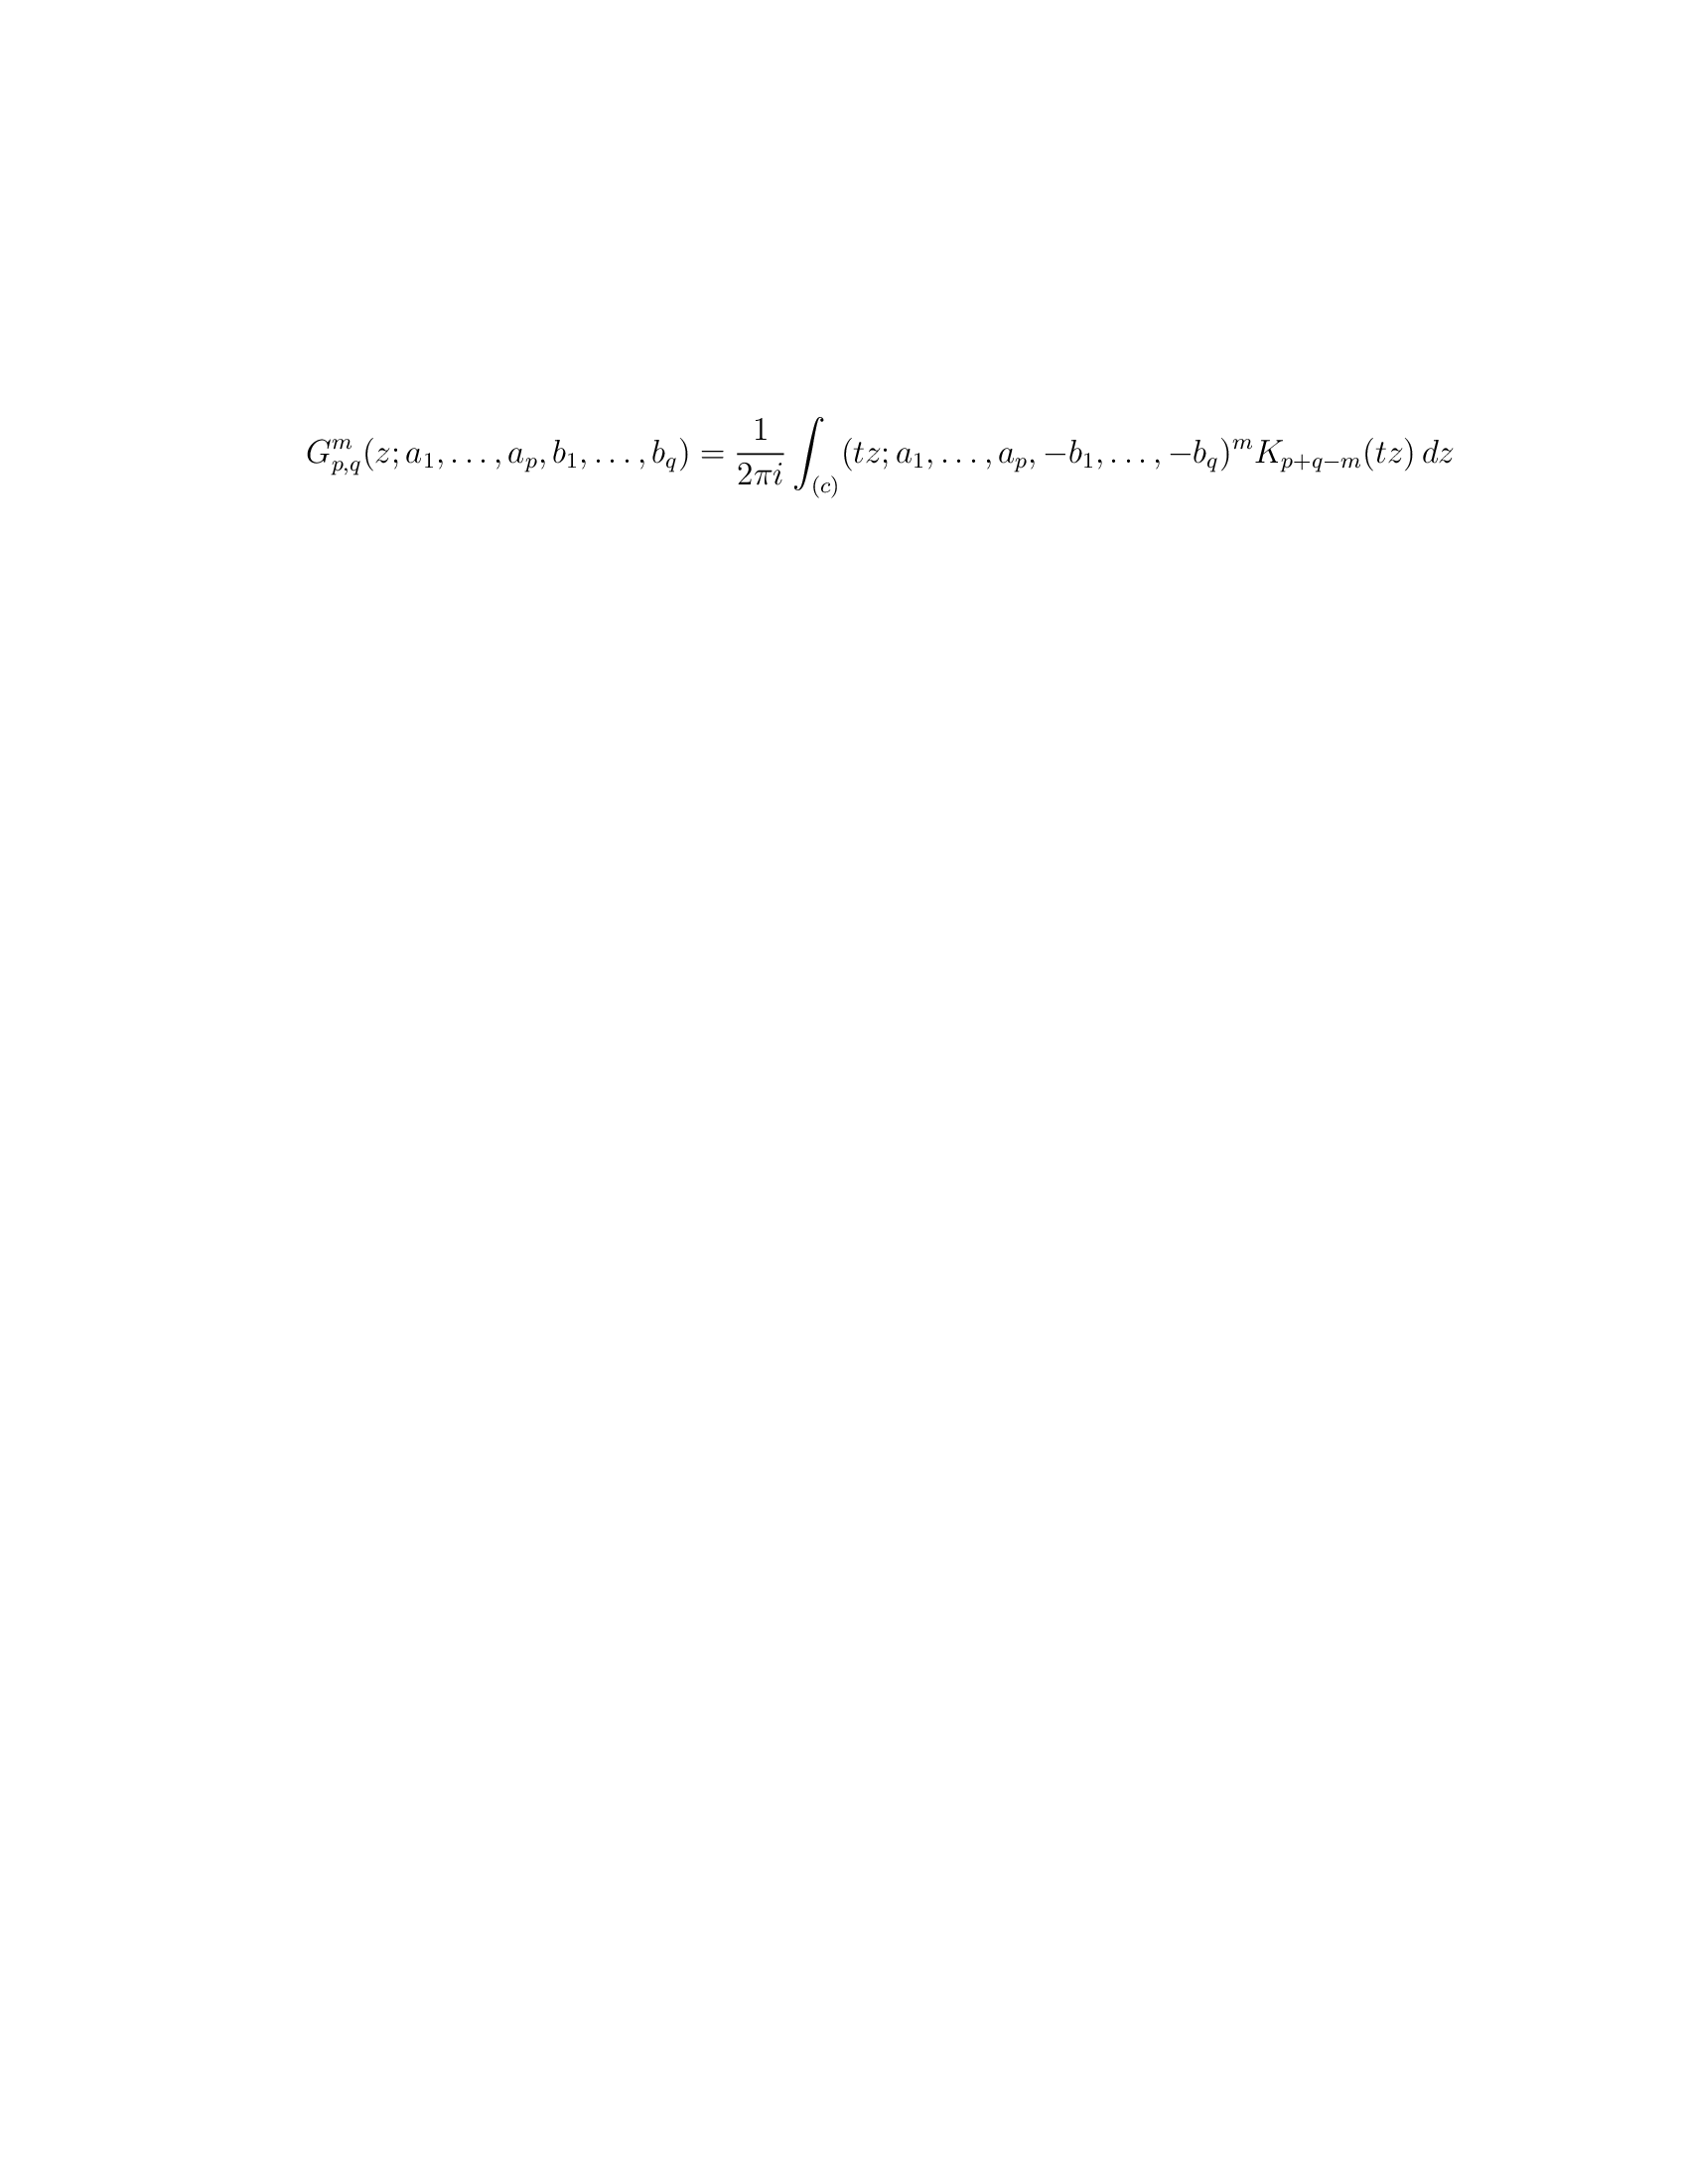 $G^m_{p,q}(z; a_1, \ldots, a_p, b_1, \ldots, b_q) = \frac{1}{2\pi i} \int_{(c)} (tz; a_1, \ldots, a_p, -b_1, \ldots, -b_q)^m K_{p+q-m}(tz)\, dz$